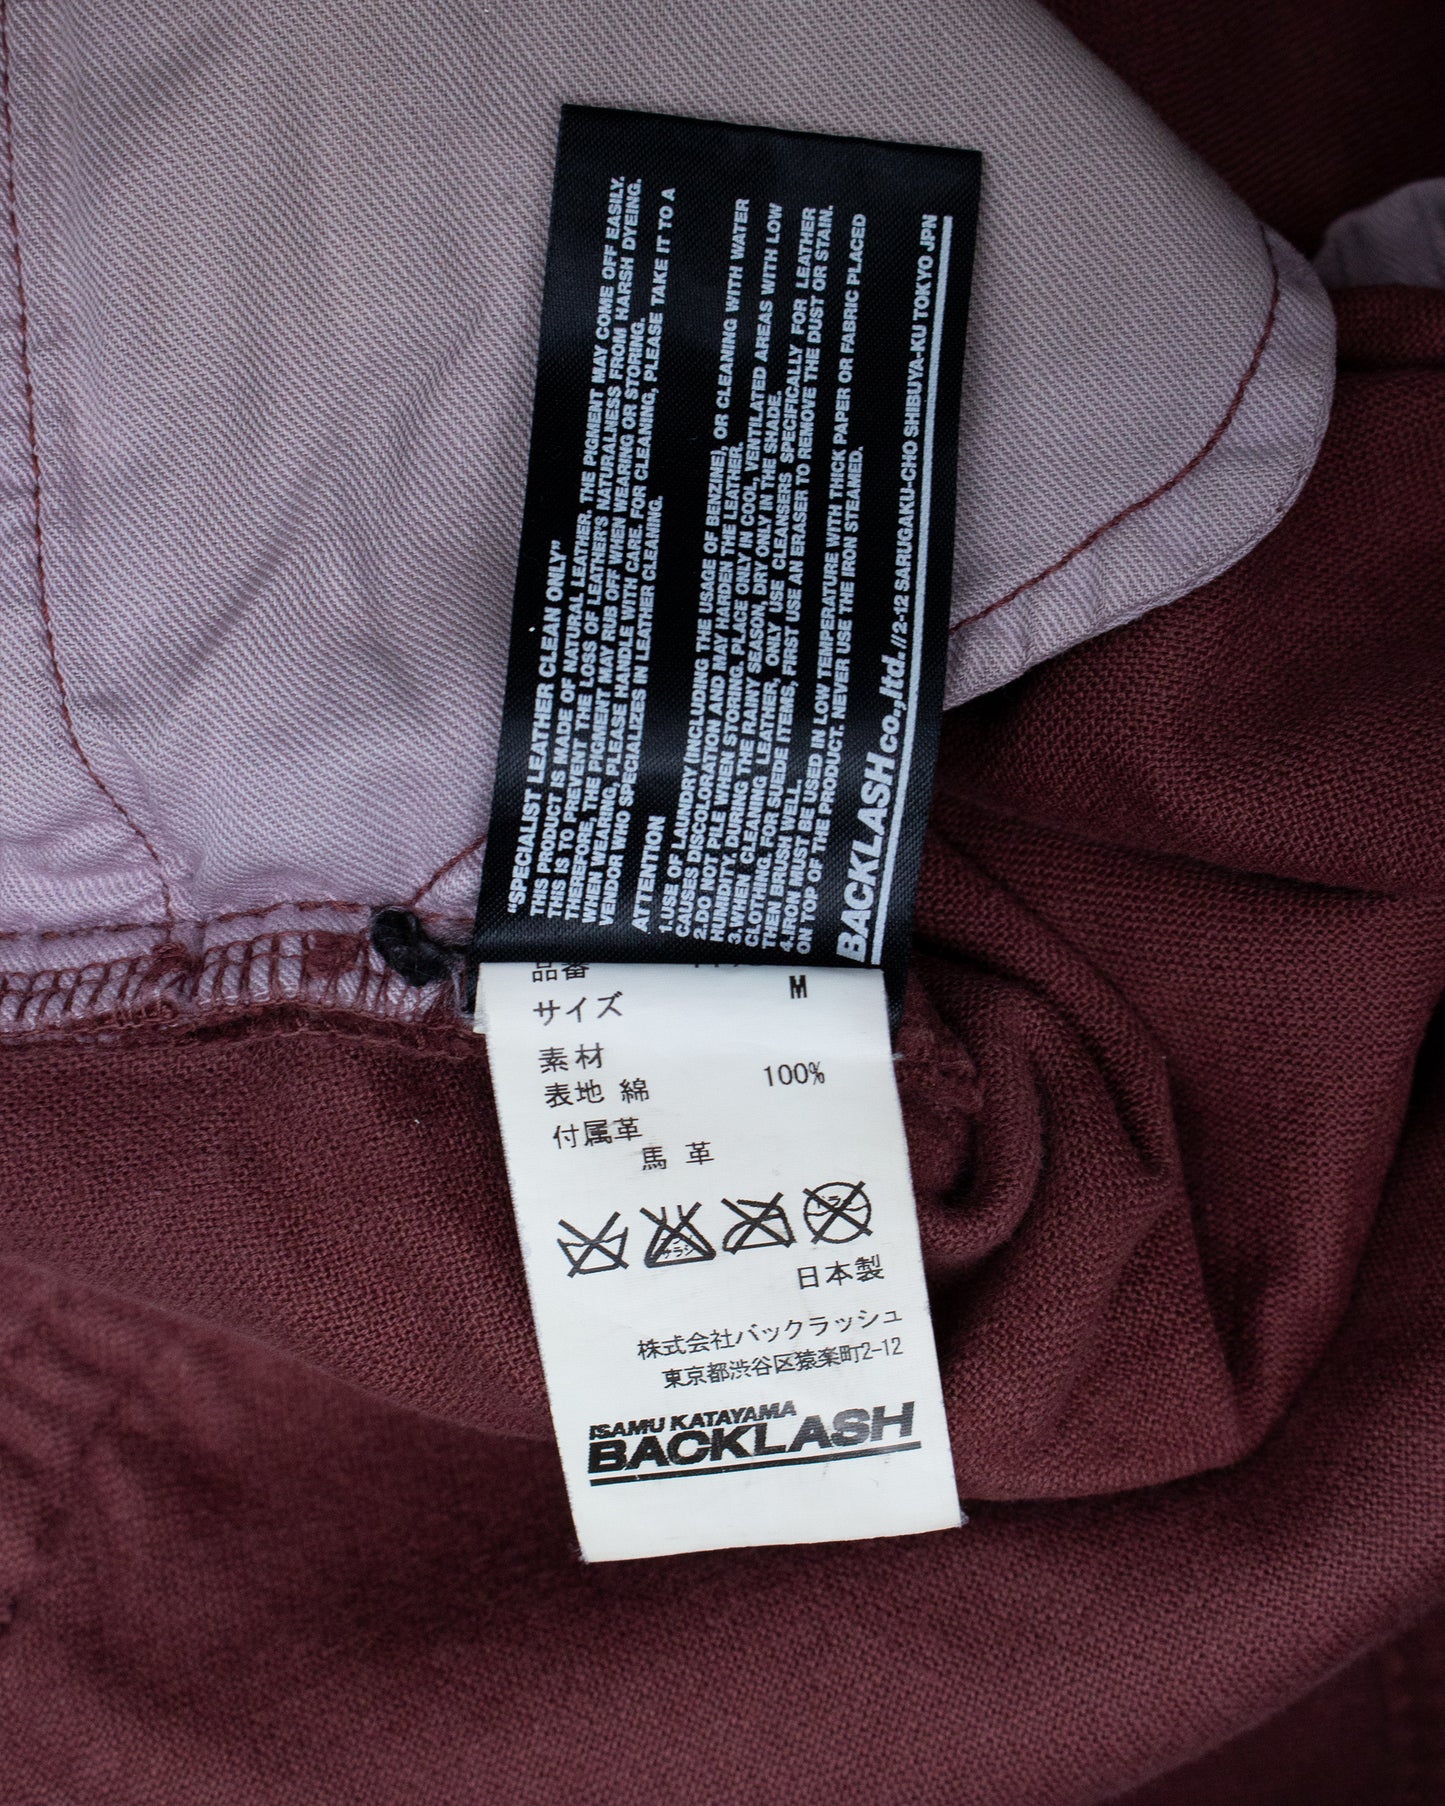 "SPECIALIST LEATHER CLEAN ONLY"
THIS PRODUCT IS MADE OF NATURAL LEATHER. THE PIGMENT MAY COME OFF EASILY.
THIS IS TO PREVENT THE LOSS OF LEATHER'S NATURALNESS FROM HARSH DYEING.
THEREFORE, THE PIGMENT MAY RUB OFF WHEN WEARING OR STORING.
WHEN WEARING, PLEASE HANDLE WITH CARE. FOR CLEANING, PLEASE TAKE IT TO A
VENDOR WHO SPECIALIZES IN LEATHER CLEANING.
ATTENTION
1.USE OF LAUNDRY (INCLUDING THE USAGE OF BENZINE), OR CLEANING WITH WATER
CAUSES DISCOLORATION AND MAY HARDEN THE LEATHER.
2.DO NOT PILE WHEN STORING. PLACE ONLY IN COOL, VENTILATED AREAS WITH LOW
HUMIDITY. DURING THE RAINY SEASON, DRY ONLY IN THE SHADE.
3.WHEN CLEANING LEATHER, ONLY USE CLEANSERS SPECIFICALLY FOR LEATHER
CLOTHING. FOR SUEDE ITEMS, FIRST USE AN ERASER TO REMOVE THE DUST OR STAIN.
THEN BRUSH WELL.
4.IRON MUST BE USED IN LOW TEMPERATURE WITH THICK PAPER OR FABRIC PLACED
ON TOP OF THE PRODUCT. NEVER USE THE IRON STEAMED.
BACKLASH co.,ltd. //2-12 SARUGAKU-CHO SHIBUYA-KU TOKYO JPN
品番
サイズ M
素材
表地 綿 100%
付属革
馬 革
日本製
株式会社バックラッシュ
東京都渋谷区猿楽町2-12
ISAMU KATAYAMA
BACKLASH